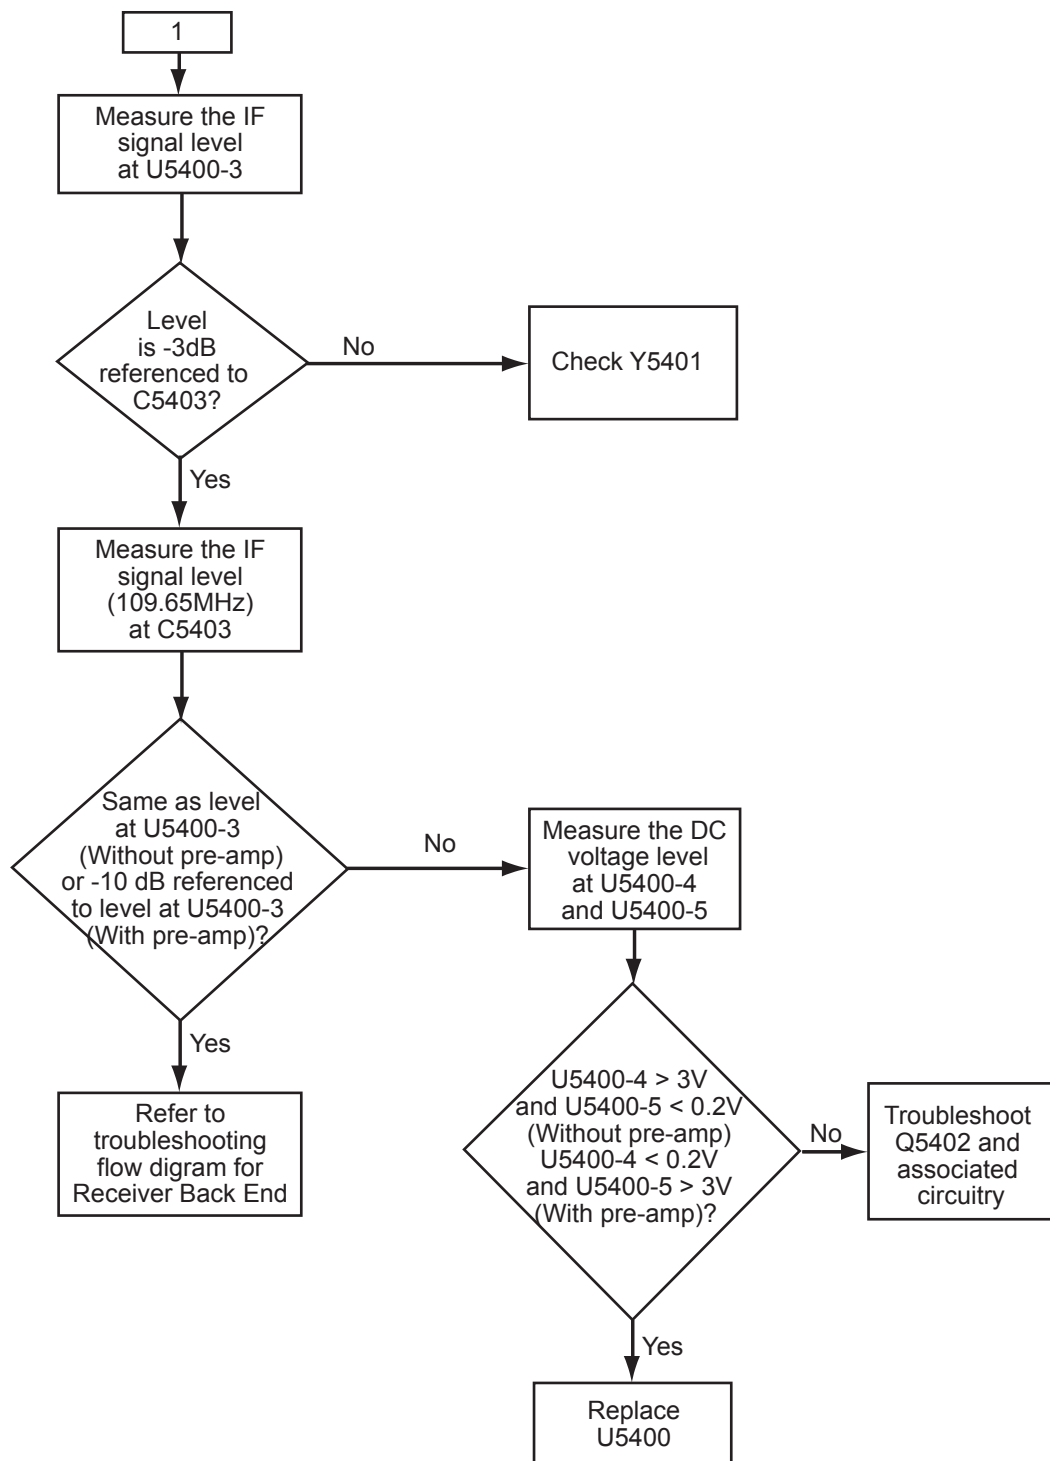 1
Measure the IF
signal level
at U5400-3
Level
is -3dB
referenced to
C5403?
No
Check Y5401
Yes
Measure the IF
signal level
(109.65MHz)
at C5403
Same as level
at U5400-3
(Without pre-amp)
or -10 dB referenced
to level at U5400-3
(With pre-amp)?
No
Measure the DC
voltage level
at U5400-4
and U5400-5
Yes
Refer to
troubleshooting
flow digram for
Receiver Back End
U5400-4 > 3V
and U5400-5 < 0.2V
(Without pre-amp)
U5400-4 < 0.2V
and U5400-5 > 3V
(With pre-amp)?
No
Troubleshoot
Q5402 and
associated
circuitry
Yes
Replace
U5400